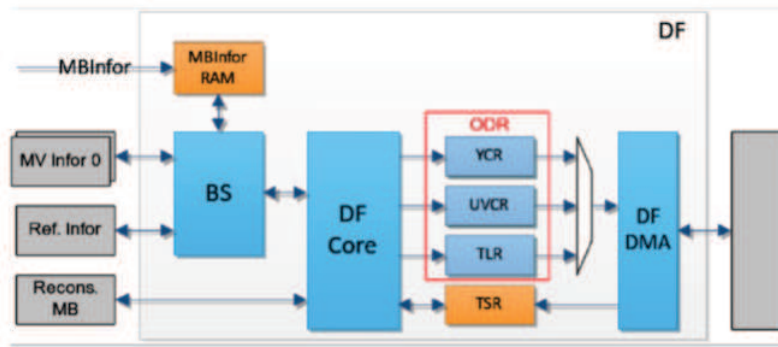 DF
MBInfor
MBInfor
RAM
ODR
MV Infor 0
BS
DF
Core
YCR
UVCR
TLR
DF
DMA
Ref. Infor
Recons.
MB
TSR